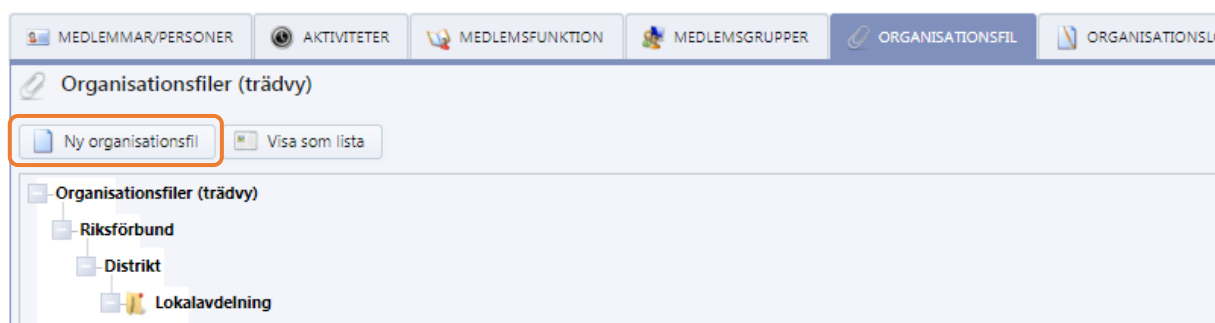 MEDLEMMAR/PERSONER AKTIVITETER MEDLEMSFUNKTION MEDLEMSGRUPPER ORGANISATIONSFIL
Organisationsfiler (trädvy)
Ny organisationsfil Visa som lista
Organisationsfiler (trädvy)
Riksförbund
Distrikt
Lokalavdelning